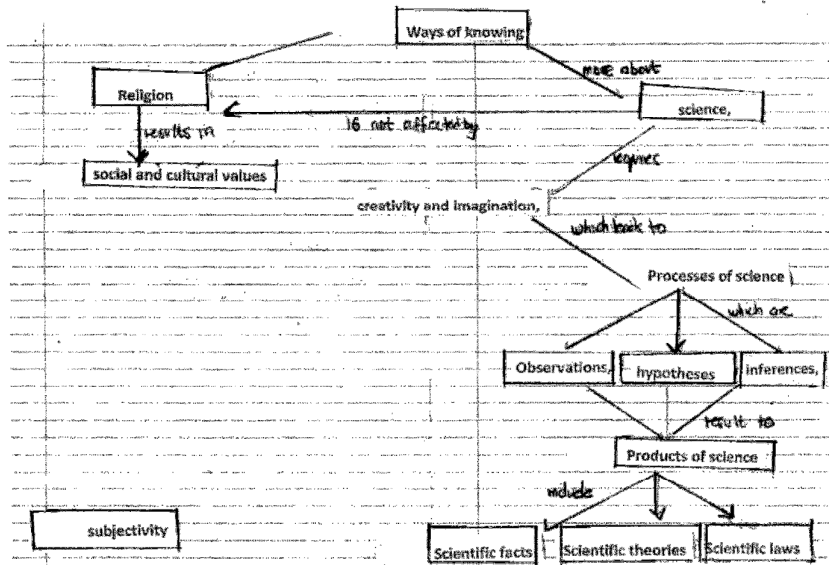 Ways of knowing
more about
Religion
science,
is not affected by
results in
social and cultural values
requires
creativity and imagination,
which leads to
Processes of science
which are
Observations,
hypotheses
inferences,
result to
Products of science
include
subjectivity
Scientific facts
Scientific theories
Scientific laws